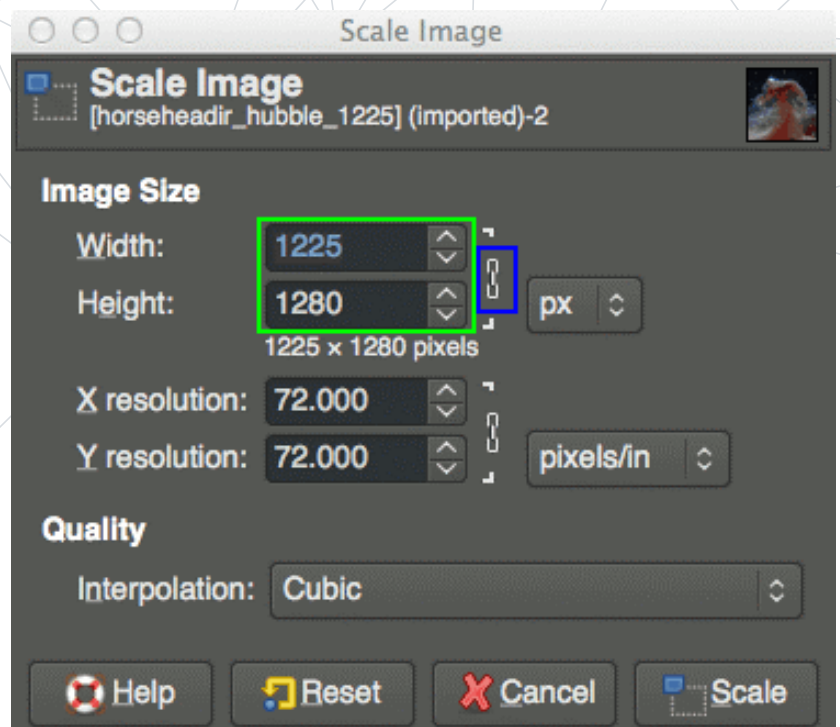 Scale Image
Scale Image
[horseheadir_hubble_1225] (imported)-2
Image Size
Width: 1225
Height: 1280 px
1225 × 1280 pixels
X resolution: 72.000
Y resolution: 72.000 pixels/in
Quality
Interpolation: Cubic
Help Reset Cancel Scale